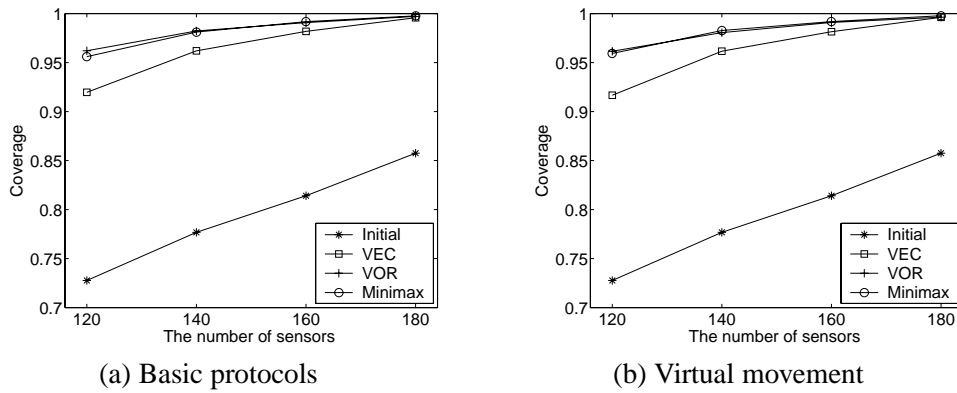 1
0.95
0.9
0.85
0.8
0.75
0.7
Coverage
120
140
160
180
The number of sensors
Initial
VEC
VOR
Minimax
(a) Basic protocols
1
0.95
0.9
0.85
0.8
0.75
0.7
Coverage
120
140
160
180
The number of sensors
Initial
VEC
VOR
Minimax
(b) Virtual movement